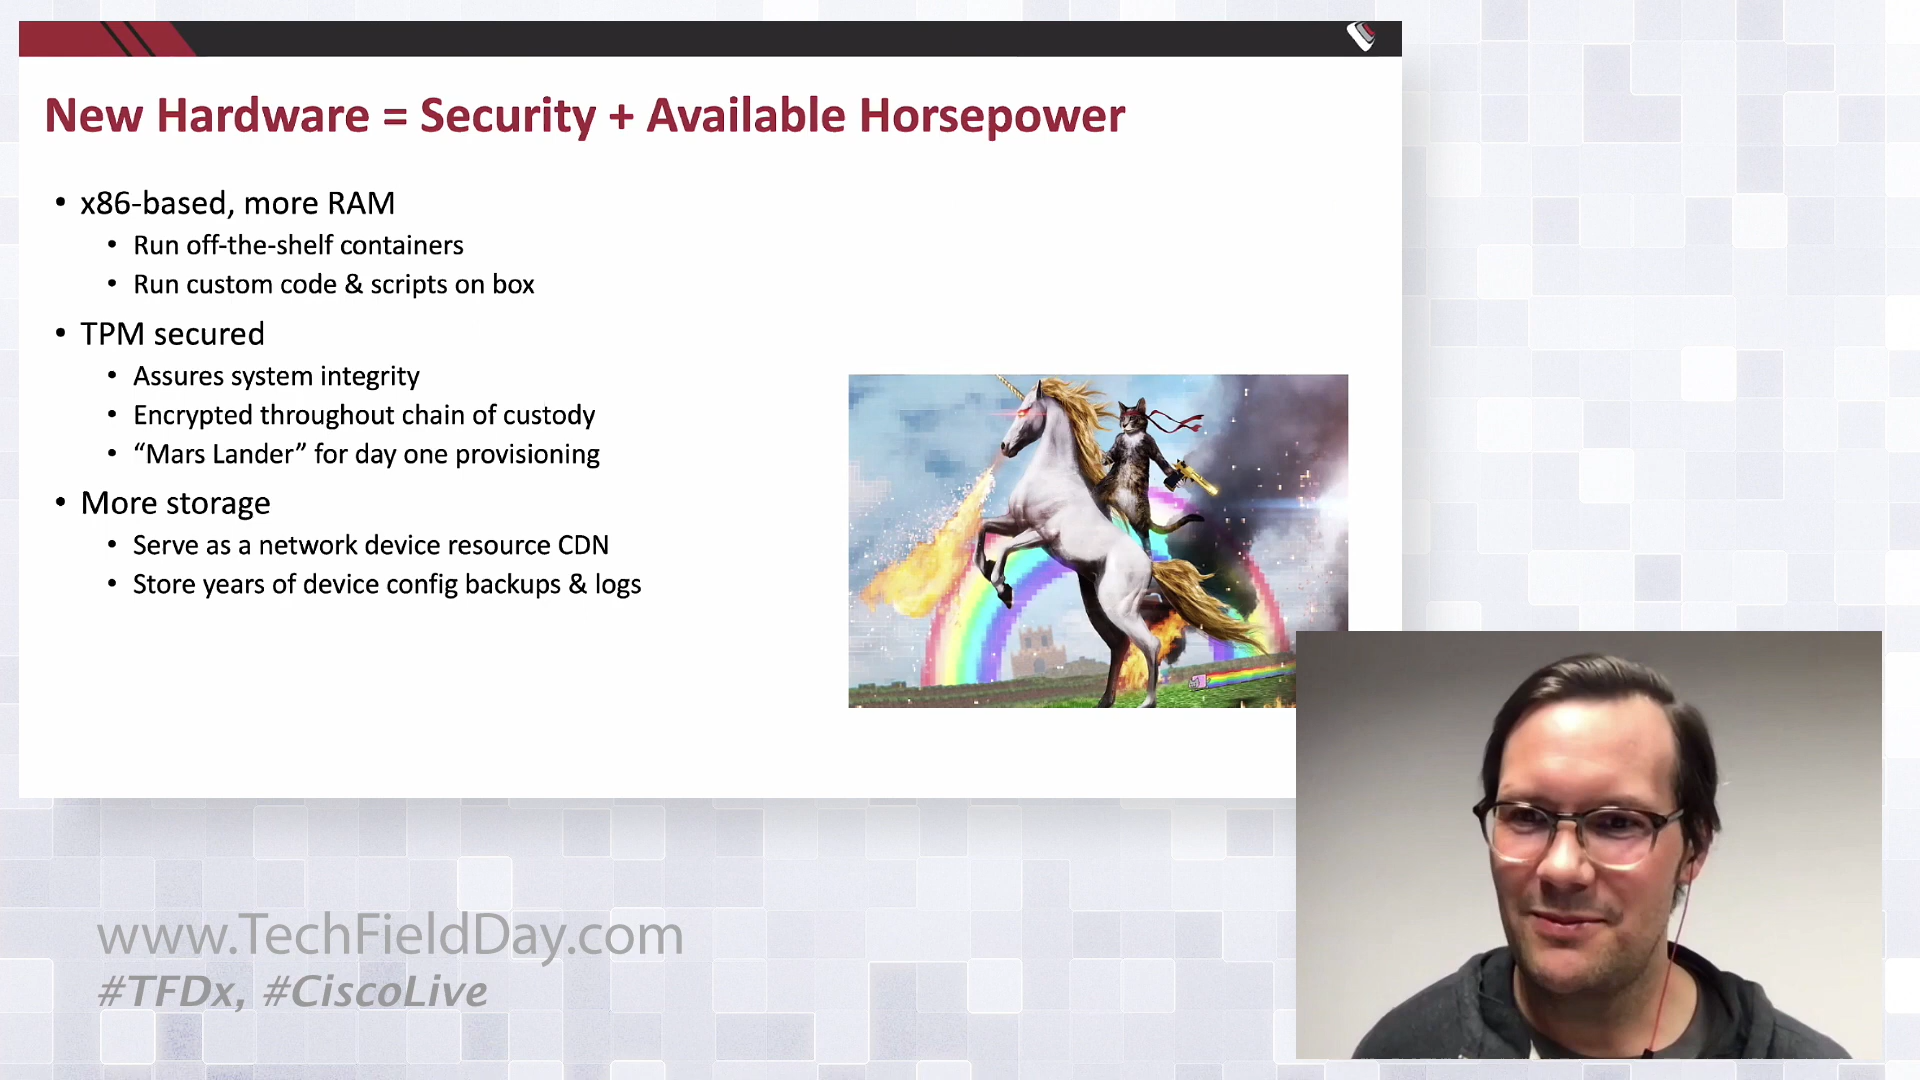 New Hardware = Security + Available Horsepower
• x86-based, more RAM
• Run off-the-shelf containers
• Run custom code & scripts on box
• TPM secured
• Assures system integrity
• Encrypted throughout chain of custody
• “Mars Lander” for day one provisioning
• More storage
• Serve as a network device resource CDN
• Store years of device config backups & logs
www.TechFieldDay.com
#TFDx, #CiscoLive